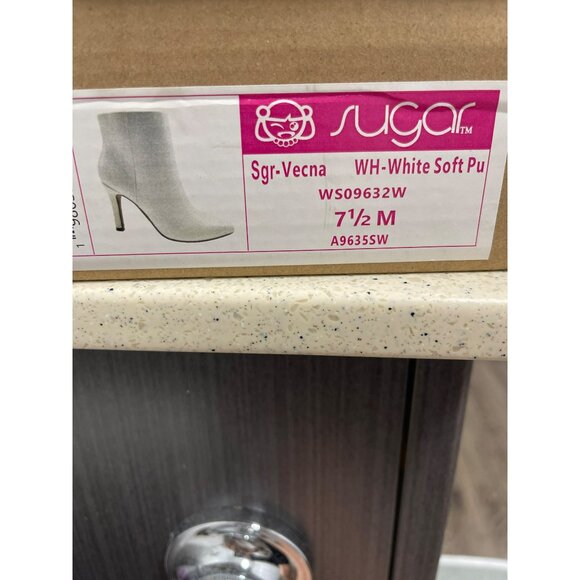 sugar™
Sgr-Vecna WH-White Soft Pu
WS09632W
7½ M
A9635SW